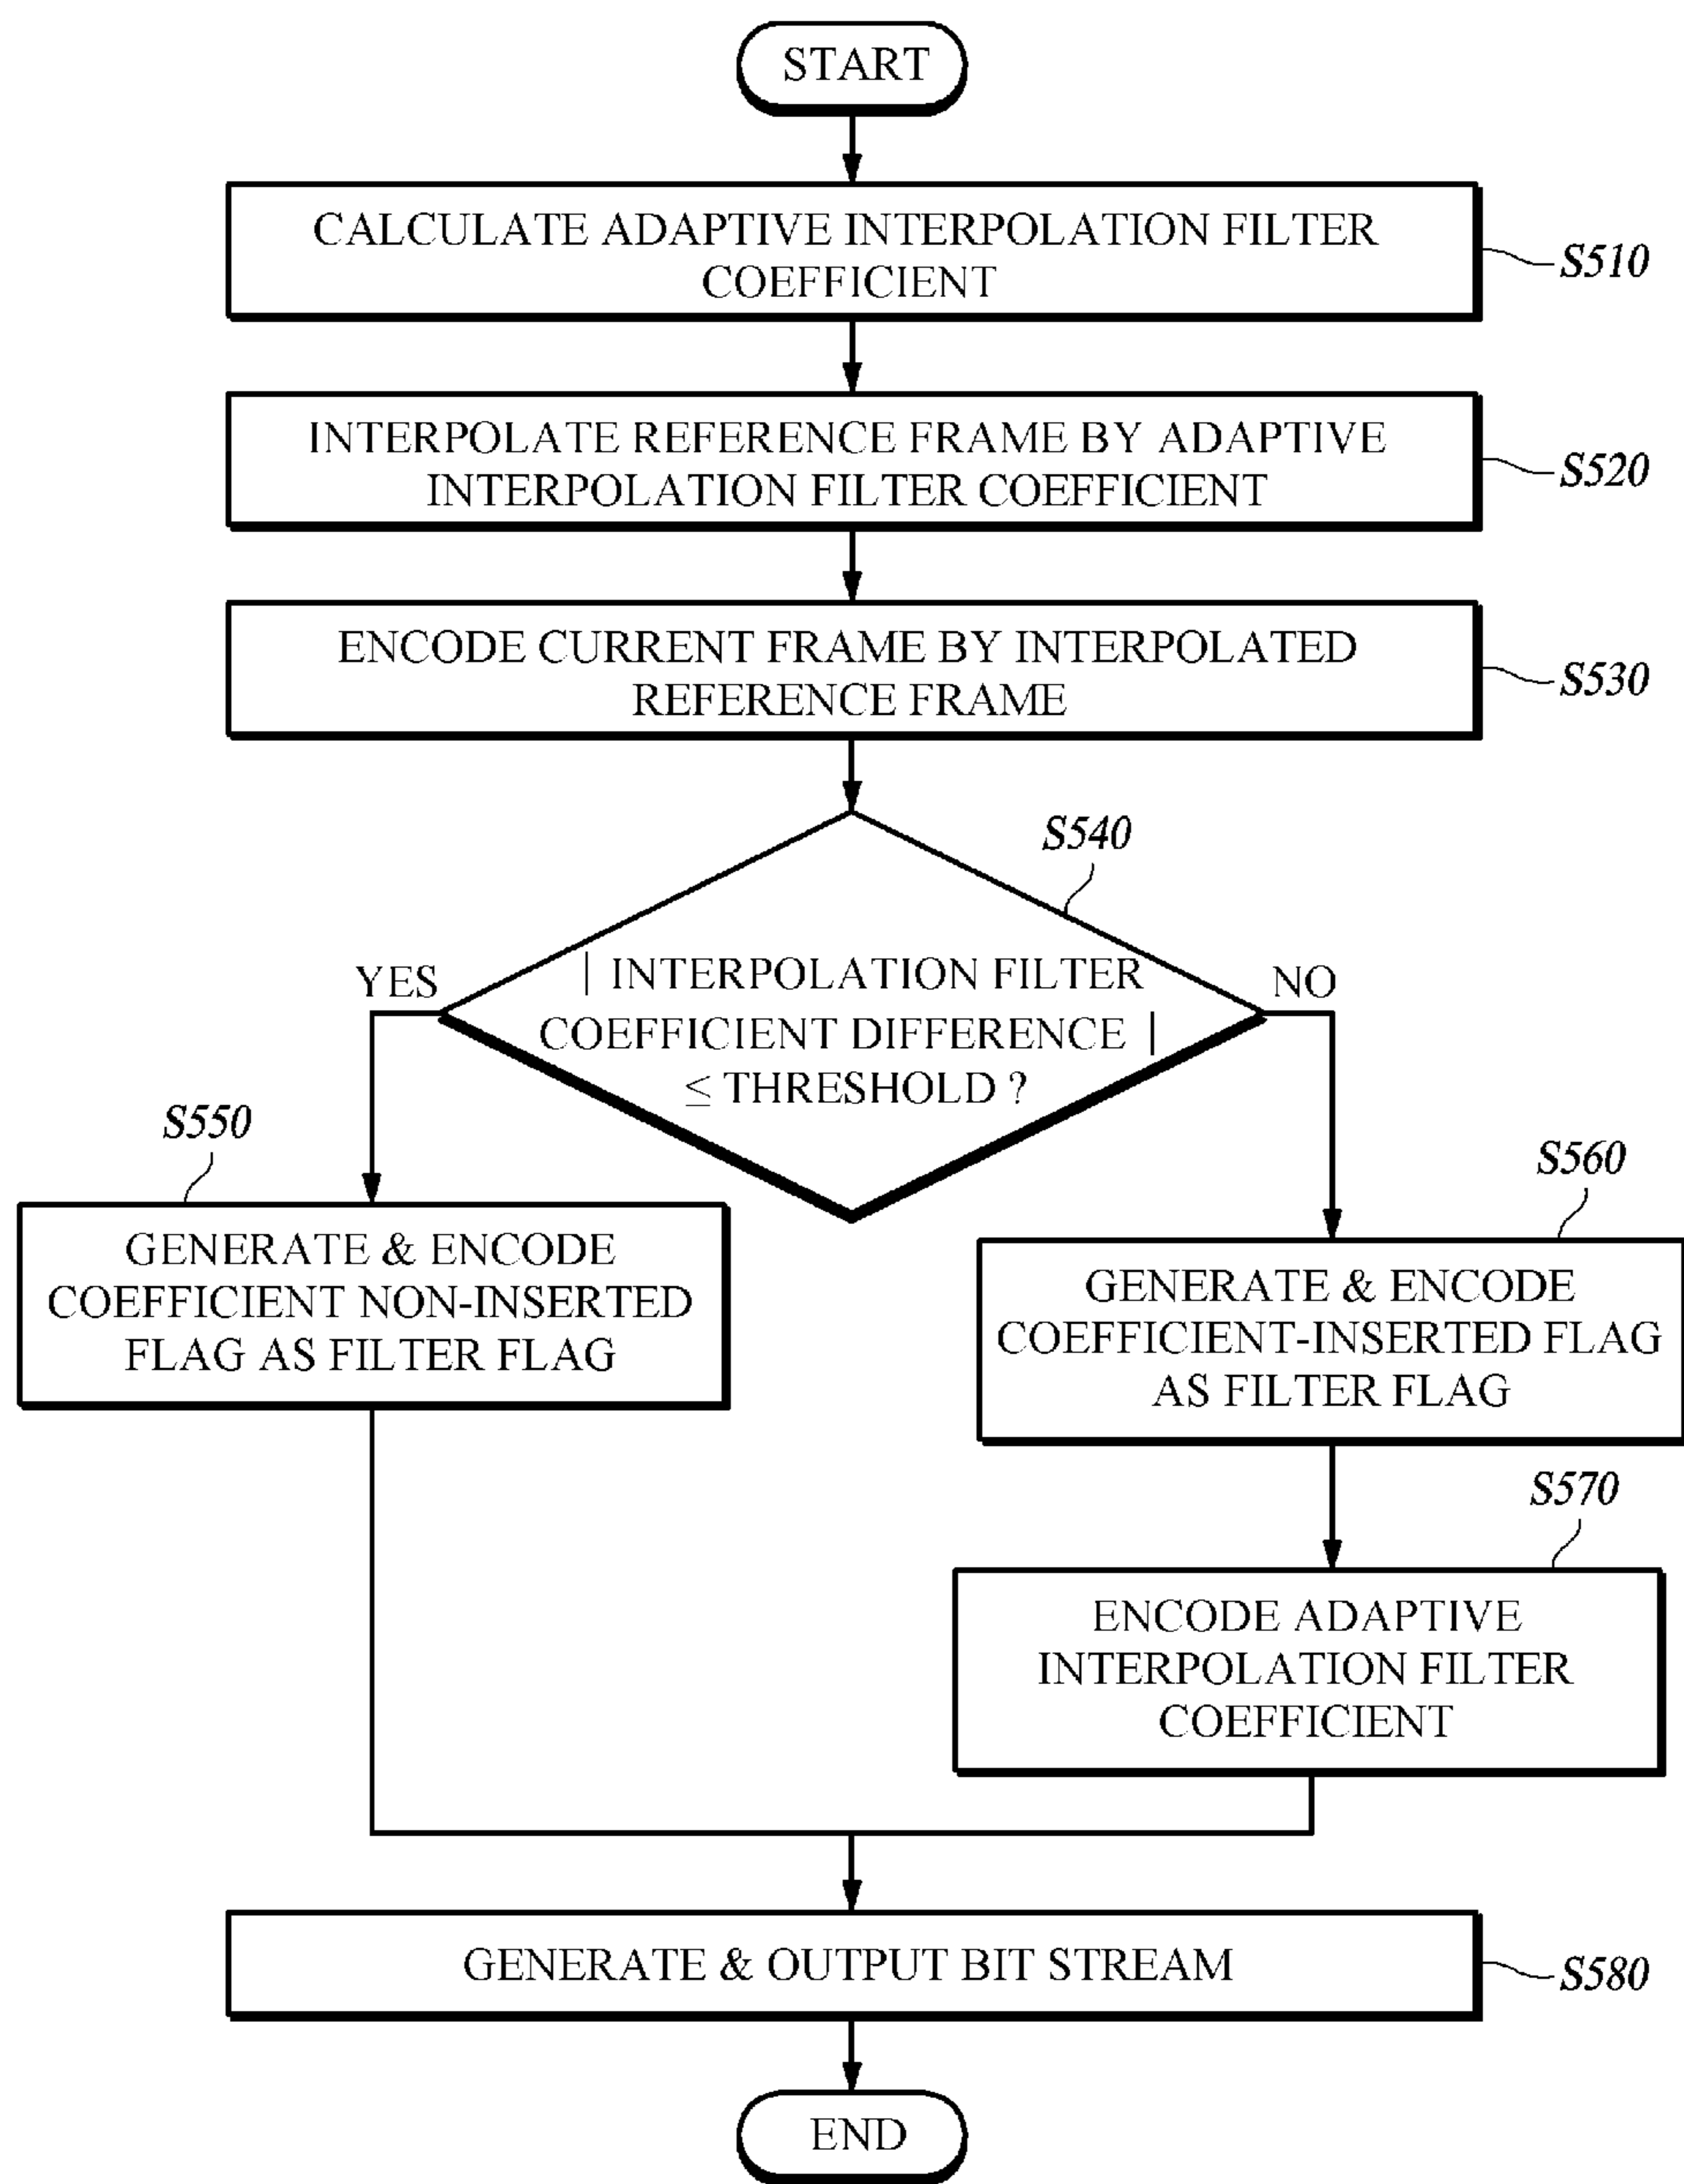 START
CALCULATE ADAPTIVE INTERPOLATION FILTER
COEFFICIENT
S510
INTERPOLATE REFERENCE FRAME BY ADAPTIVE
INTERPOLATION FILTER COEFFICIENT
S520
ENCODE CURRENT FRAME BY INTERPOLATED
REFERENCE FRAME
S530
S540
| INTERPOLATION FILTER
COEFFICIENT DIFFERENCE |
≤ THRESHOLD ?
YES
NO
S550
GENERATE & ENCODE
COEFFICIENT NON-INSERTED
FLAG AS FILTER FLAG
S560
GENERATE & ENCODE
COEFFICIENT-INSERTED FLAG
AS FILTER FLAG
S570
ENCODE ADAPTIVE
INTERPOLATION FILTER
COEFFICIENT
GENERATE & OUTPUT BIT STREAM
S580
END